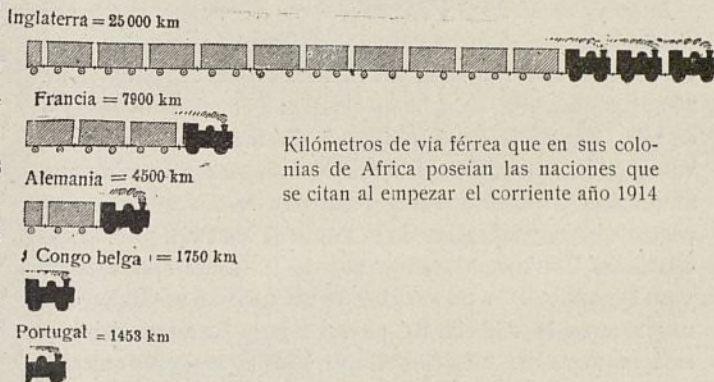 Inglaterra = 25 000 km
Francia = 7900 km
Kilómetros de vía férrea que en sus colo-
nias de Africa poseían las naciones que
se citan al empezar el corriente año 1914
Alemania = 4500 km
Congo belga = 1750 km
Portugal = 1453 km